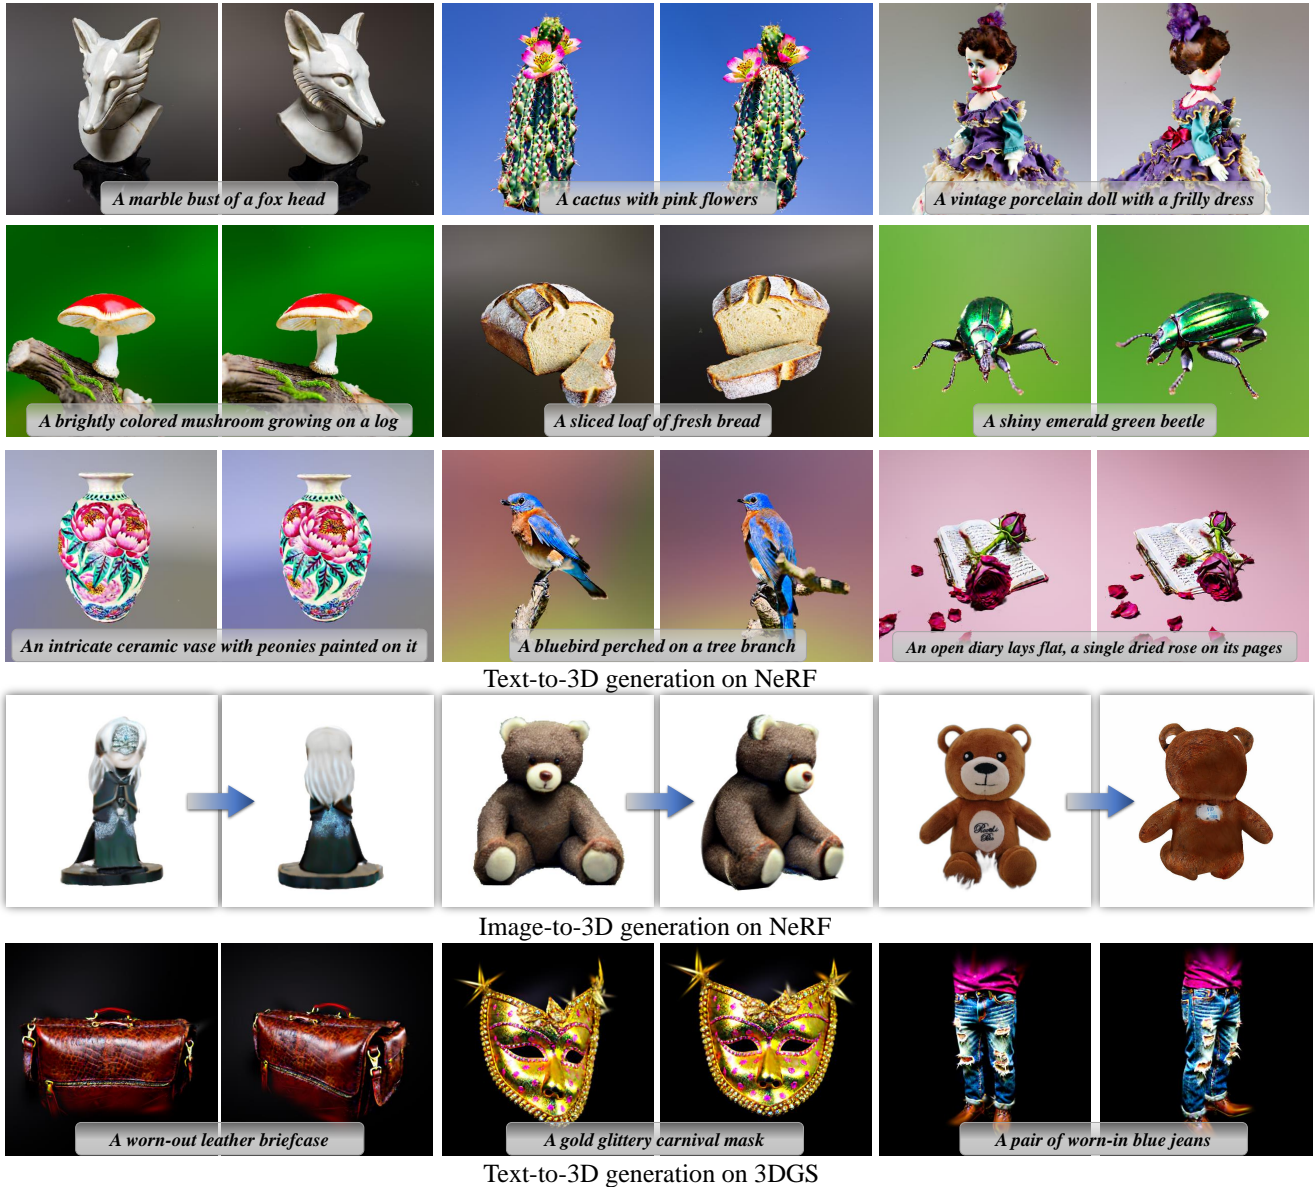 A marble bust of a fox head
A cactus with pink flowers
A vintage porcelain doll with a frilly dress
A brightly colored mushroom growing on a log
A sliced loaf of fresh bread
A shiny emerald green beetle
An intricate ceramic vase with peonies painted on it
A bluebird perched on a tree branch
An open diary lays flat, a single dried rose on its pages
Text-to-3D generation on NeRF
Image-to-3D generation on NeRF
A worn-out leather briefcase
A gold glittery carnival mask
A pair of worn-in blue jeans
Text-to-3D generation on 3DGS